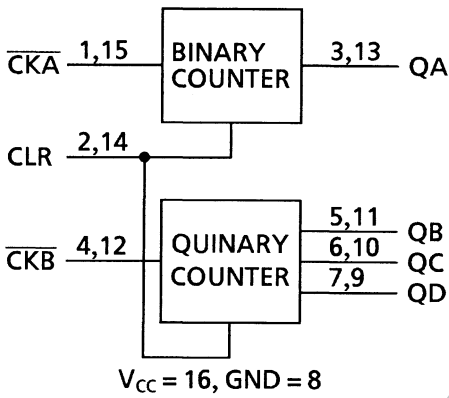 CKA 1,15 BINARY COUNTER 3,13 QA
CLR 2,14
CKB 4,12 QUINARY COUNTER 5,11 QB
6,10 QC
7,9 QD
VCC = 16, GND = 8